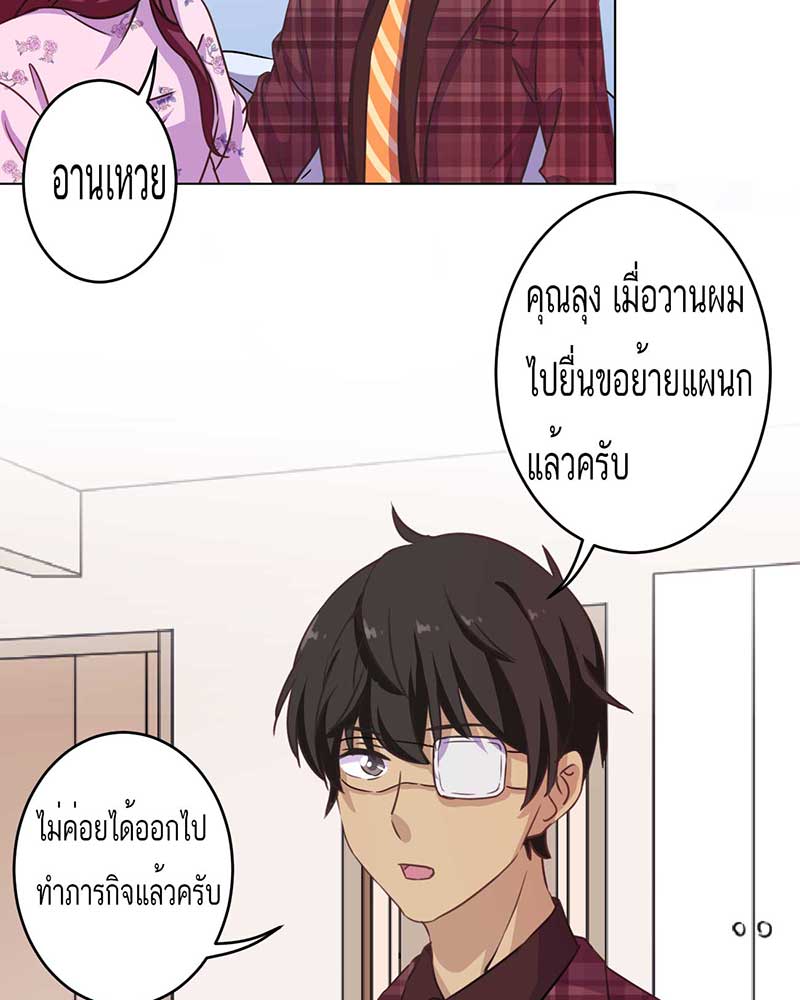 อานเหวย
คุณลุง เมื่อวานผม
ไปยื่นขอย้ายแผนก
แล้วครับ
ไม่ค่อยได้ออกไป
ทำภารกิจแล้วครับ